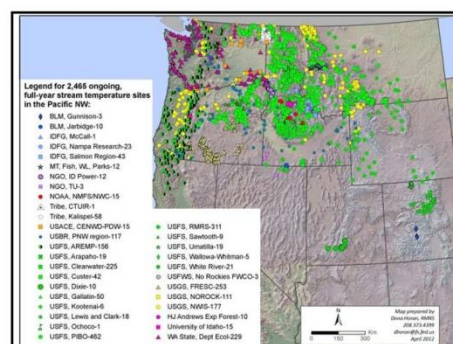 Legend for 2,465 ongoing,
full-year stream temperature sites
in the Pacific NW:
BLM, Gunnison-3
BLM, Jarbidge-10
IDFG, McCall-1
IDFG, Nampa Research-23
IDFG, Salmon Region-43
MT, Fish, WL, Parks-12
NGO, ID Power-12
NGO, TU-3
NOAA, NMFS/NWC-15
Tribe, CTUIR-1
Tribe, Kalispel-58
USACE, CENWD-PDW-15
USBR, PNW region-117
USFS, AREMP-156
USFS, Arapaho-19
USFS, Clearwater-225
USFS, Custer-42
USFS, Dixie-10
USFS, Gallatin-50
USFS, Kootenai-6
USFS, Lewis and Clark-18
USFS, Ochoco-1
USFS, PIBO-462
USFS, RMRS-311
USFS, Sawtooth-9
USFS, Umatilla-19
USFS, Wallowa-Whitman-5
USFS, White River-21
USFWS, No Rockies FWCO-3
USGS, FRESC-253
USGS, NOROCK-111
USGS, NWIS-177
HJ Andrews Exp Forest-10
University of Idaho-15
WA State, Dept Ecol-229
N
0
150
300
Km
Map prepared by
Dona Horan, RMRS
208.373.4399
April 2012